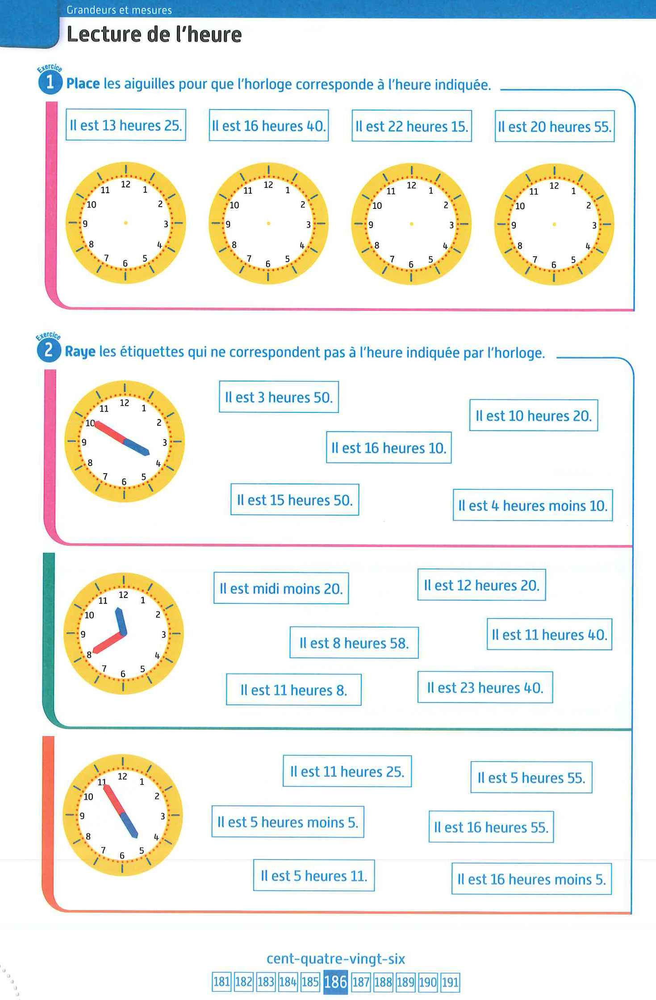 Grandeurs et mesures
Lecture de l'heure
Exercice
1 Place les aiguilles pour que l'horloge corresponde à l'heure indiquée.
Il est 13 heures 25. Il est 16 heures 40. Il est 22 heures 15. Il est 20 heures 55.
12 1 2 3 4 5 6 7 8 9 10 11
12 1 2 3 4 5 6 7 8 9 10 11
12 1 2 3 4 5 6 7 8 9 10 11
12 1 2 3 4 5 6 7 8 9 10 11
Exercice
2 Raye les étiquettes qui ne correspondent pas à l'heure indiquée par l'horloge.
12 1 2 3 4 5 6 7 8 9 10 11
Il est 3 heures 50.
Il est 10 heures 20.
Il est 16 heures 10.
Il est 15 heures 50.
Il est 4 heures moins 10.
12 1 2 3 4 5 6 7 8 9 10 11
Il est midi moins 20.
Il est 12 heures 20.
Il est 8 heures 58.
Il est 11 heures 40.
Il est 11 heures 8.
Il est 23 heures 40.
12 1 2 3 4 5 6 7 8 9 10 11
Il est 11 heures 25.
Il est 5 heures 55.
Il est 5 heures moins 5.
Il est 16 heures 55.
Il est 5 heures 11.
Il est 16 heures moins 5.
cent-quatre-vingt-six
181 182 183 184 185 186 187 188 189 190 191